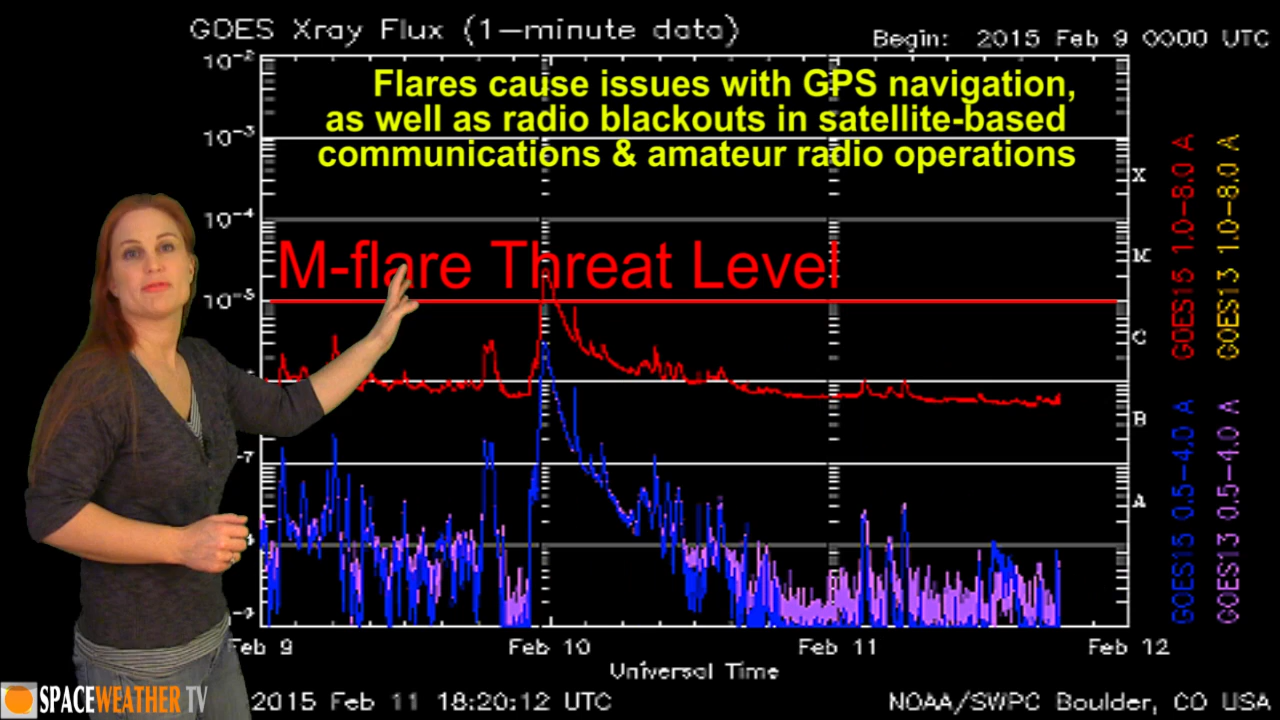 GOES Xray Flux (1-minute data)
Begin: 2015 Feb 9 0000 UTC
Flares cause issues with GPS navigation,
as well as radio blackouts in satellite-based
communications & amateur radio operations
M-flare Threat Level
10-2
10-3
10-4
10-5
-7
-9
X
M
C
B
A
GOES15 1.0-8.0 A
GOES13 1.0-8.0 A
GOES15 0.5-4.0 A
GOES13 0.5-4.0 A
Feb 9
Feb 10
Feb 11
Feb 12
Universal Time
2015 Feb 11 18:20:12 UTC
NOAA/SWPC Boulder, CO USA
SPACEWEATHER TV